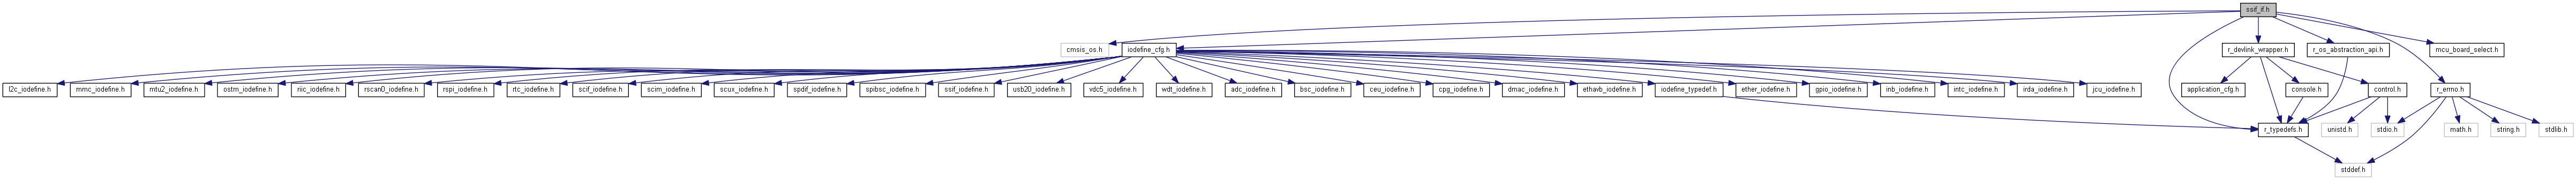 ssif_if.h
cmsis_os.h
iodefine_cfg.h
r_devlink_wrapper.h
r_os_abstraction_api.h
mcu_board_select.h
l2c_iodefine.h
mmc_iodefine.h
mtu2_iodefine.h
ostm_iodefine.h
riic_iodefine.h
rscan0_iodefine.h
rspi_iodefine.h
rtc_iodefine.h
scif_iodefine.h
scim_iodefine.h
scux_iodefine.h
spdif_iodefine.h
spibsc_iodefine.h
ssif_iodefine.h
usb20_iodefine.h
vdc5_iodefine.h
wdt_iodefine.h
adc_iodefine.h
bsc_iodefine.h
ceu_iodefine.h
cpg_iodefine.h
dmac_iodefine.h
ethavb_iodefine.h
iodefine_typedef.h
ether_iodefine.h
gpio_iodefine.h
inb_iodefine.h
intc_iodefine.h
irda_iodefine.h
jcu_iodefine.h
application_cfg.h
console.h
control.h
r_errno.h
r_typedefs.h
unistd.h
stdio.h
math.h
string.h
stdlib.h
stddef.h